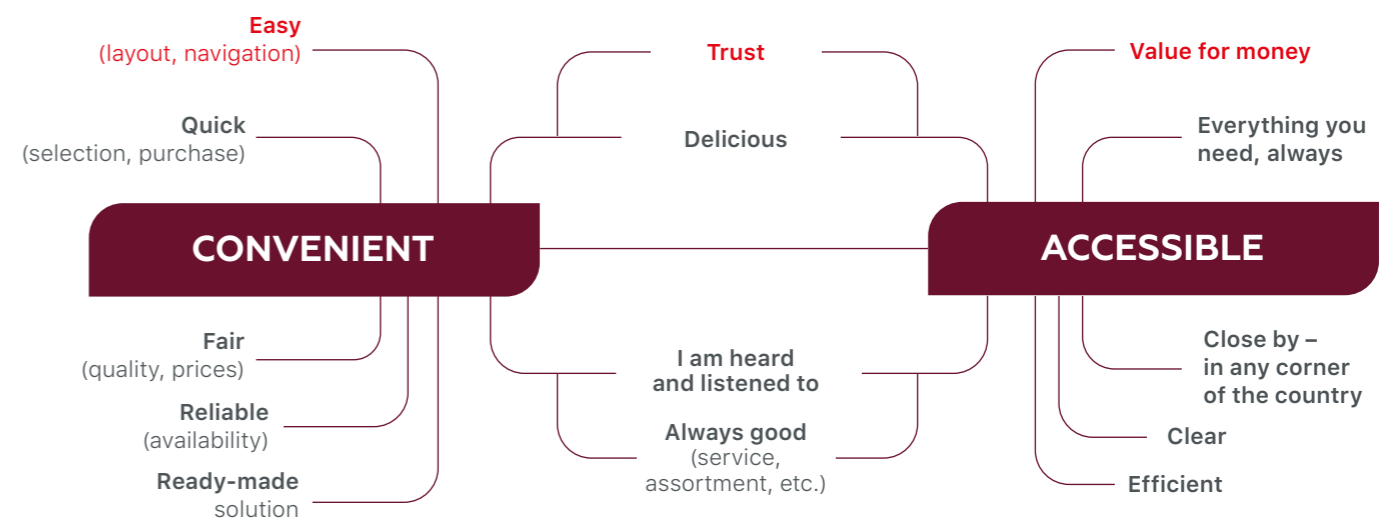 Easy
(layout, navigation)
Trust
Value for money
Quick
(selection, purchase)
Delicious
Everything you
need, always
CONVENIENT
ACCESSIBLE
Fair
(quality, prices)
I am heard
and listened to
Close by –
in any corner
of the country
Reliable
(availability)
Always good
(service,
assortment, etc.)
Clear
Ready-made
solution
Efficient